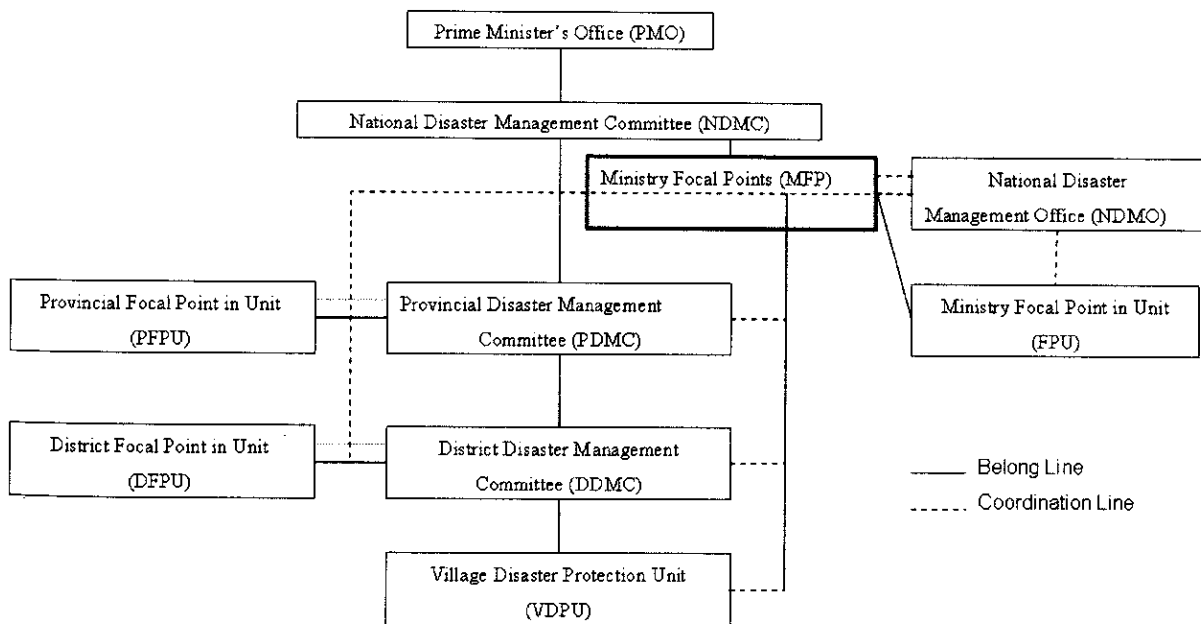 Prime Minister's Office (PMO)
National Disaster Management Committee (NDMC)
Ministry Focal Points (MFP)
National Disaster
Management Office (NDMO)
Provincial Focal Point in Unit
(PFPU)
Provincial Disaster Management
Committee (PDMC)
Ministry Focal Point in Unit
(FPU)
District Focal Point in Unit
(DFPU)
District Disaster Management
Committee (DDMC)
Belong Line
Coordination Line
Village Disaster Protection Unit
(VDPU)